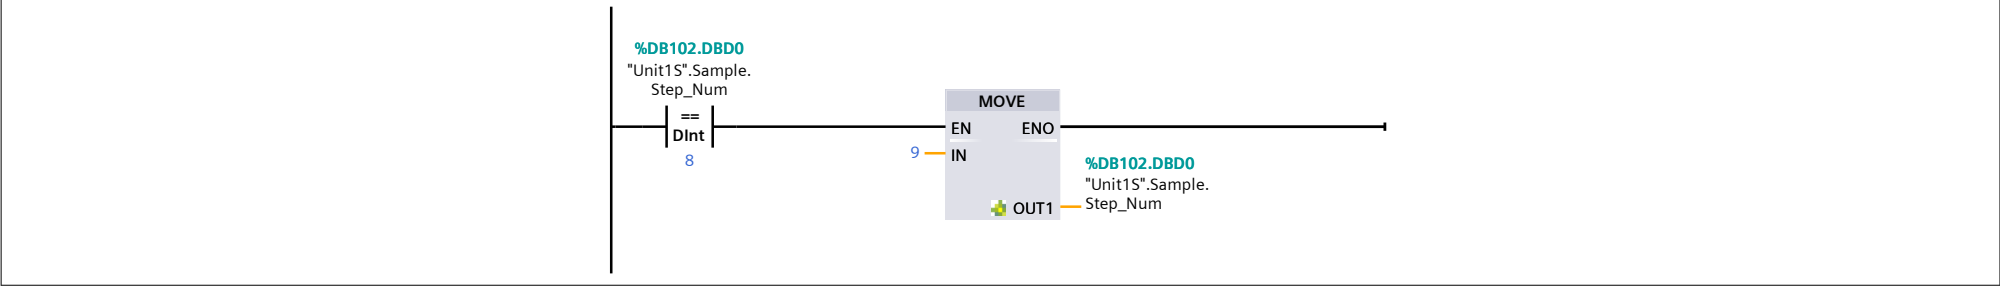 %DB102.DBD0
"Unit1S".Sample.
Step_Num
==
DInt
8
MOVE
EN ENO
9 IN
OUT1
%DB102.DBD0
"Unit1S".Sample.
Step_Num